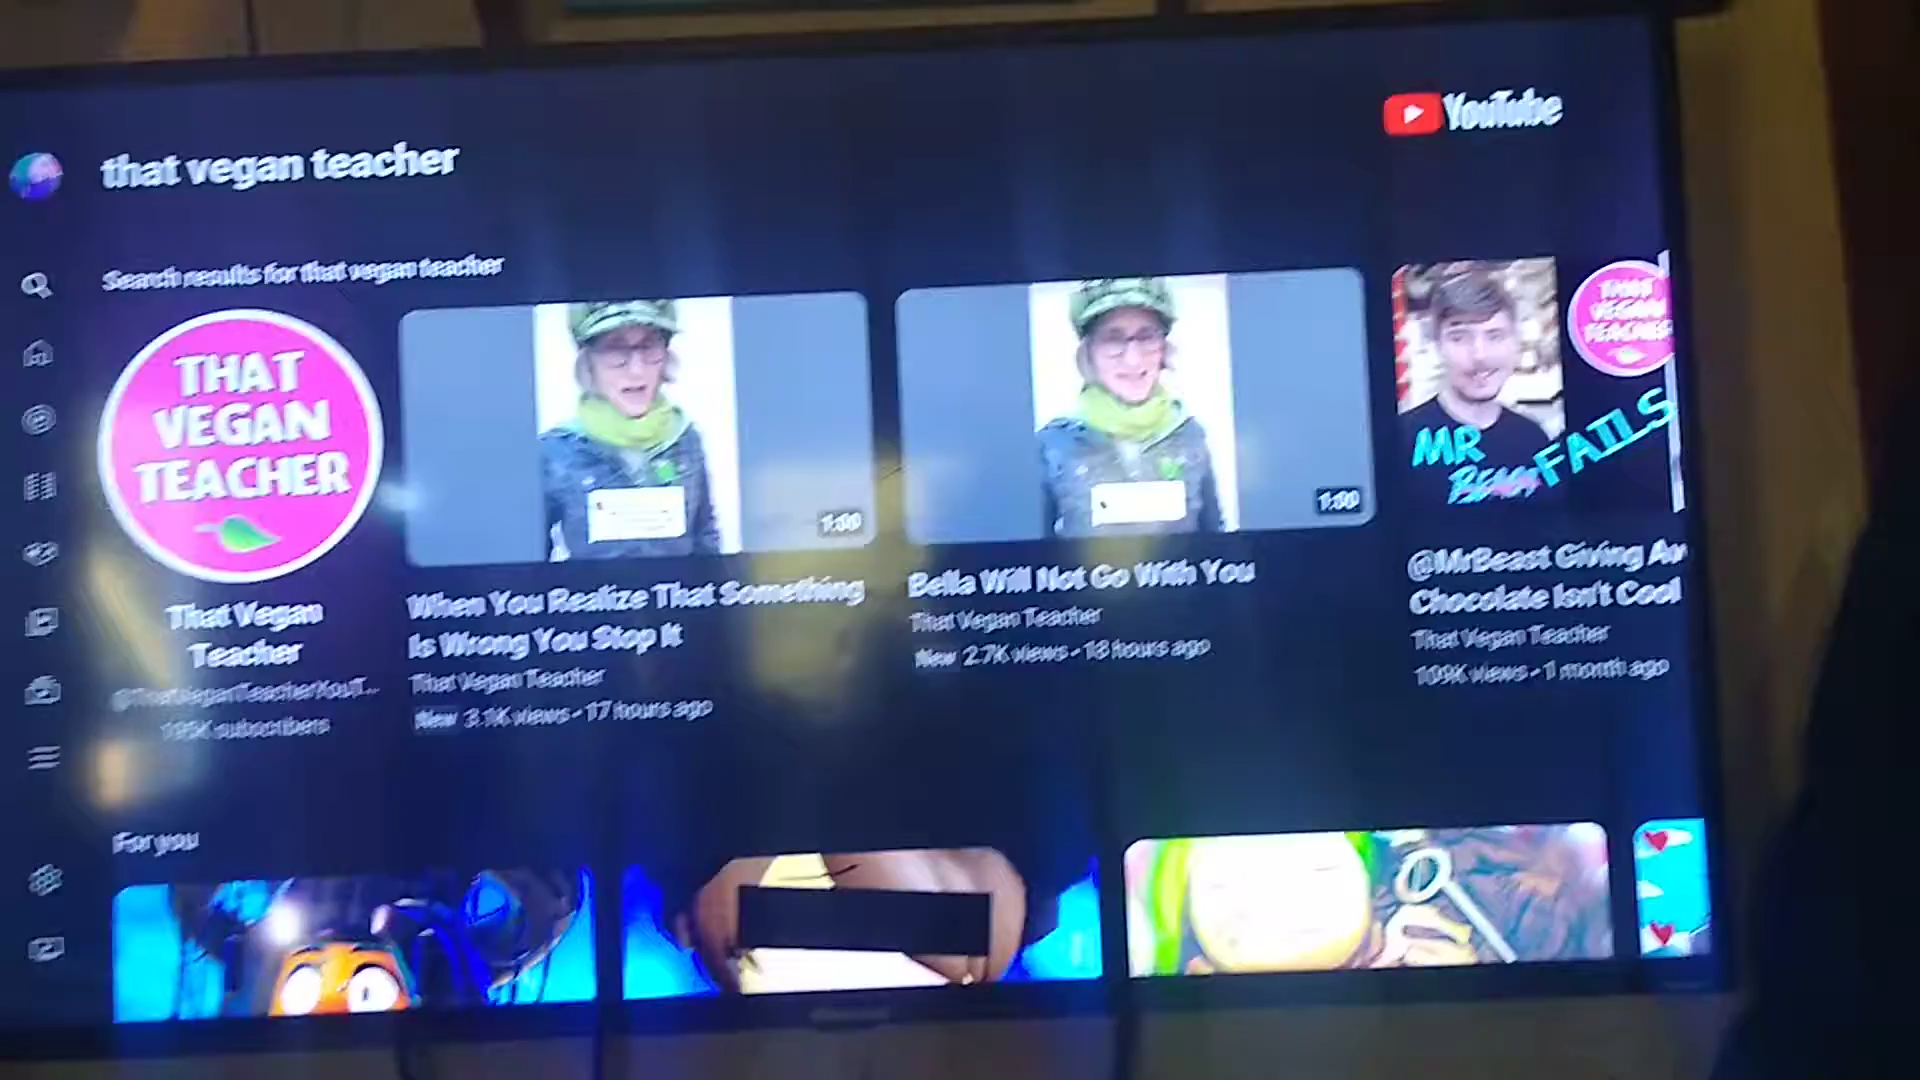 YouTube
that vegan teacher
Search results for that vegan teacher
THAT
VEGAN
TEACHER
That Vegan
Teacher
1:00
When You Realize That Something
Is Wrong You Stop It
That Vegan Teacher
New 3.1K views • 17 hours ago
1:00
Bella Will Not Go With You
That Vegan Teacher
New 2.7K views • 18 hours ago
THAT
VEGAN
TEACHER
MR
BEAST FAILS
@MrBeast Giving
Chocolate Isn't Cool
That Vegan Teacher
109K views • 1 month ago
subscribers
For you